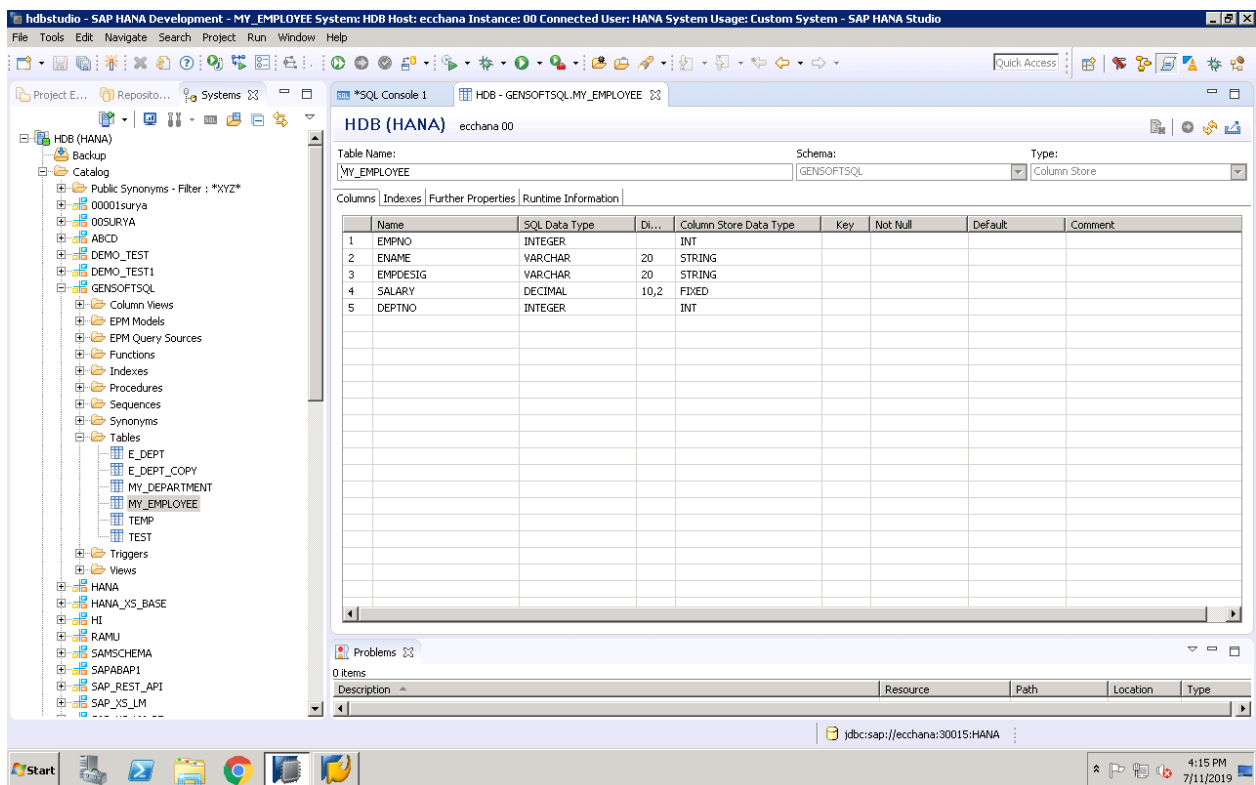 hdbstudio - SAP HANA Development - MY_EMPLOYEE System: HDB Host: ecchana Instance: 00 Connected User: HANA System Usage: Custom System - SAP HANA Studio
File Tools Edit Navigate Search Project Run Window Help
Quick Access
Project E... Reposito... Systems
HDB (HANA)
Backup
Catalog
Public Synonyms - Filter : *XYZ*
00001surya
00SURYA
ABCD
DEMO_TEST
DEMO_TEST1
GENSOFTSQL
Column Views
EPM Models
EPM Query Sources
Functions
Indexes
Procedures
Sequences
Synonyms
Tables
E_DEPT
E_DEPT_COPY
MY_DEPARTMENT
MY_EMPLOYEE
TEMP
TEST
Triggers
Views
HANA
HANA_XS_BASE
HI
RAMU
SAMSCHEMA
SAPABAP1
SAP_REST_API
SAP_XS_LM
SQL *SQL Console 1 HDB - GENSOFTSQL.MY_EMPLOYEE
HDB (HANA) ecchana 00
Table Name: Schema: Type:
MY_EMPLOYEE GENSOFTSQL Column Store
Columns Indexes Further Properties Runtime Information
Name SQL Data Type Di... Column Store Data Type Key Not Null Default Comment
1 EMPNO INTEGER INT
2 ENAME VARCHAR 20 STRING
3 EMPDESIG VARCHAR 20 STRING
4 SALARY DECIMAL 10,2 FIXED
5 DEPTNO INTEGER INT
Problems
0 items
Description Resource Path Location Type
jdbc:sap://ecchana:30015:HANA
Start
4:15 PM
7/11/2019